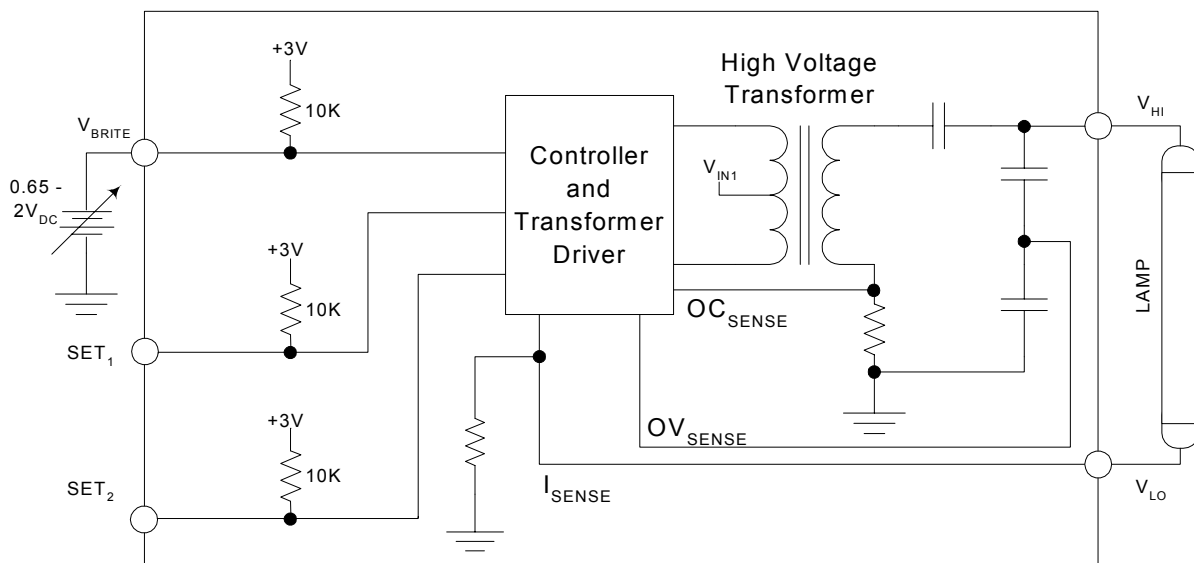 +3V
10K
V_BRITE
0.65 -
2V_DC
+3V
10K
SET_1
+3V
10K
SET_2
Controller
and
Transformer
Driver
High Voltage
Transformer
V_IN1
OC_SENSE
OV_SENSE
I_SENSE
V_HI
LAMP
V_LO